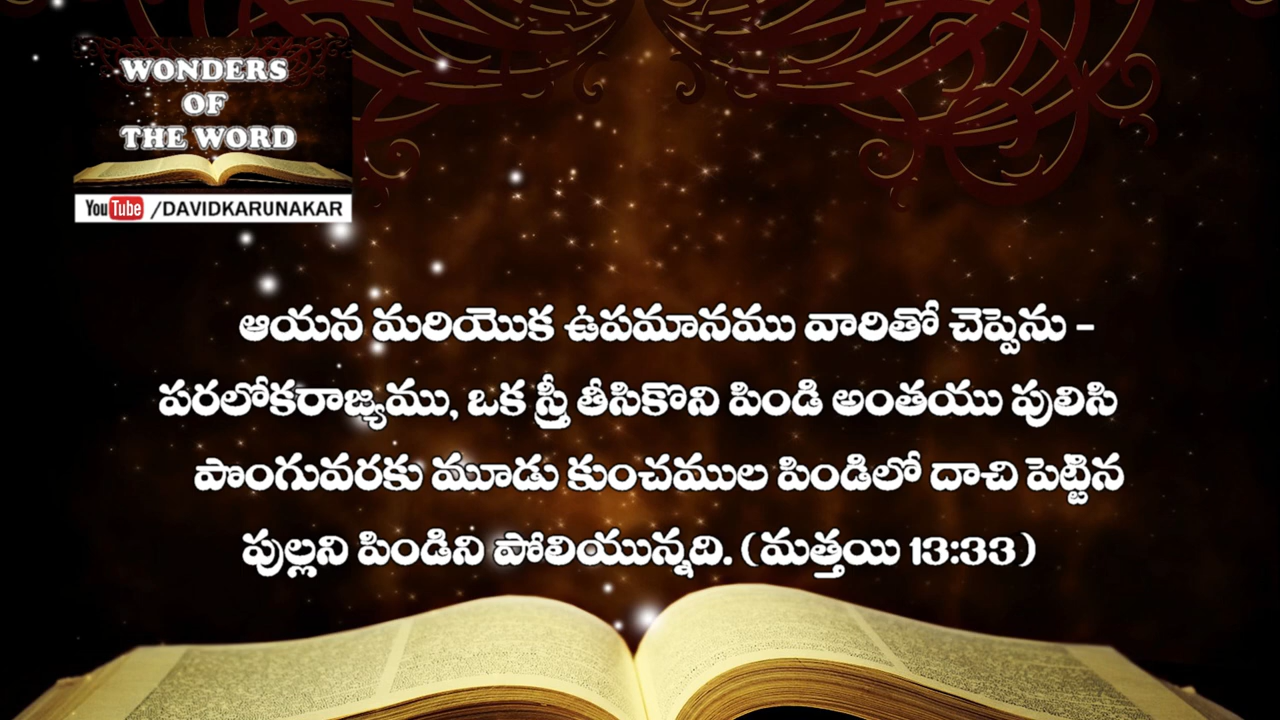 WONDERS
OF
THE WORD
YouTube /DAVIDKARUNAKAR
ఆయన మరియొక ఉపమానము వారితో చెప్పెను -
పరలోకరాజ్యము, ఒక స్త్రీ తీసికొని పిండి అంతయు పులిసి
పొంగువరకు మూడు కుంచముల పిండిలో దాచి పెట్టిన
పుల్లని పిండిని పోలియున్నది. (మత్తయి 13:33)